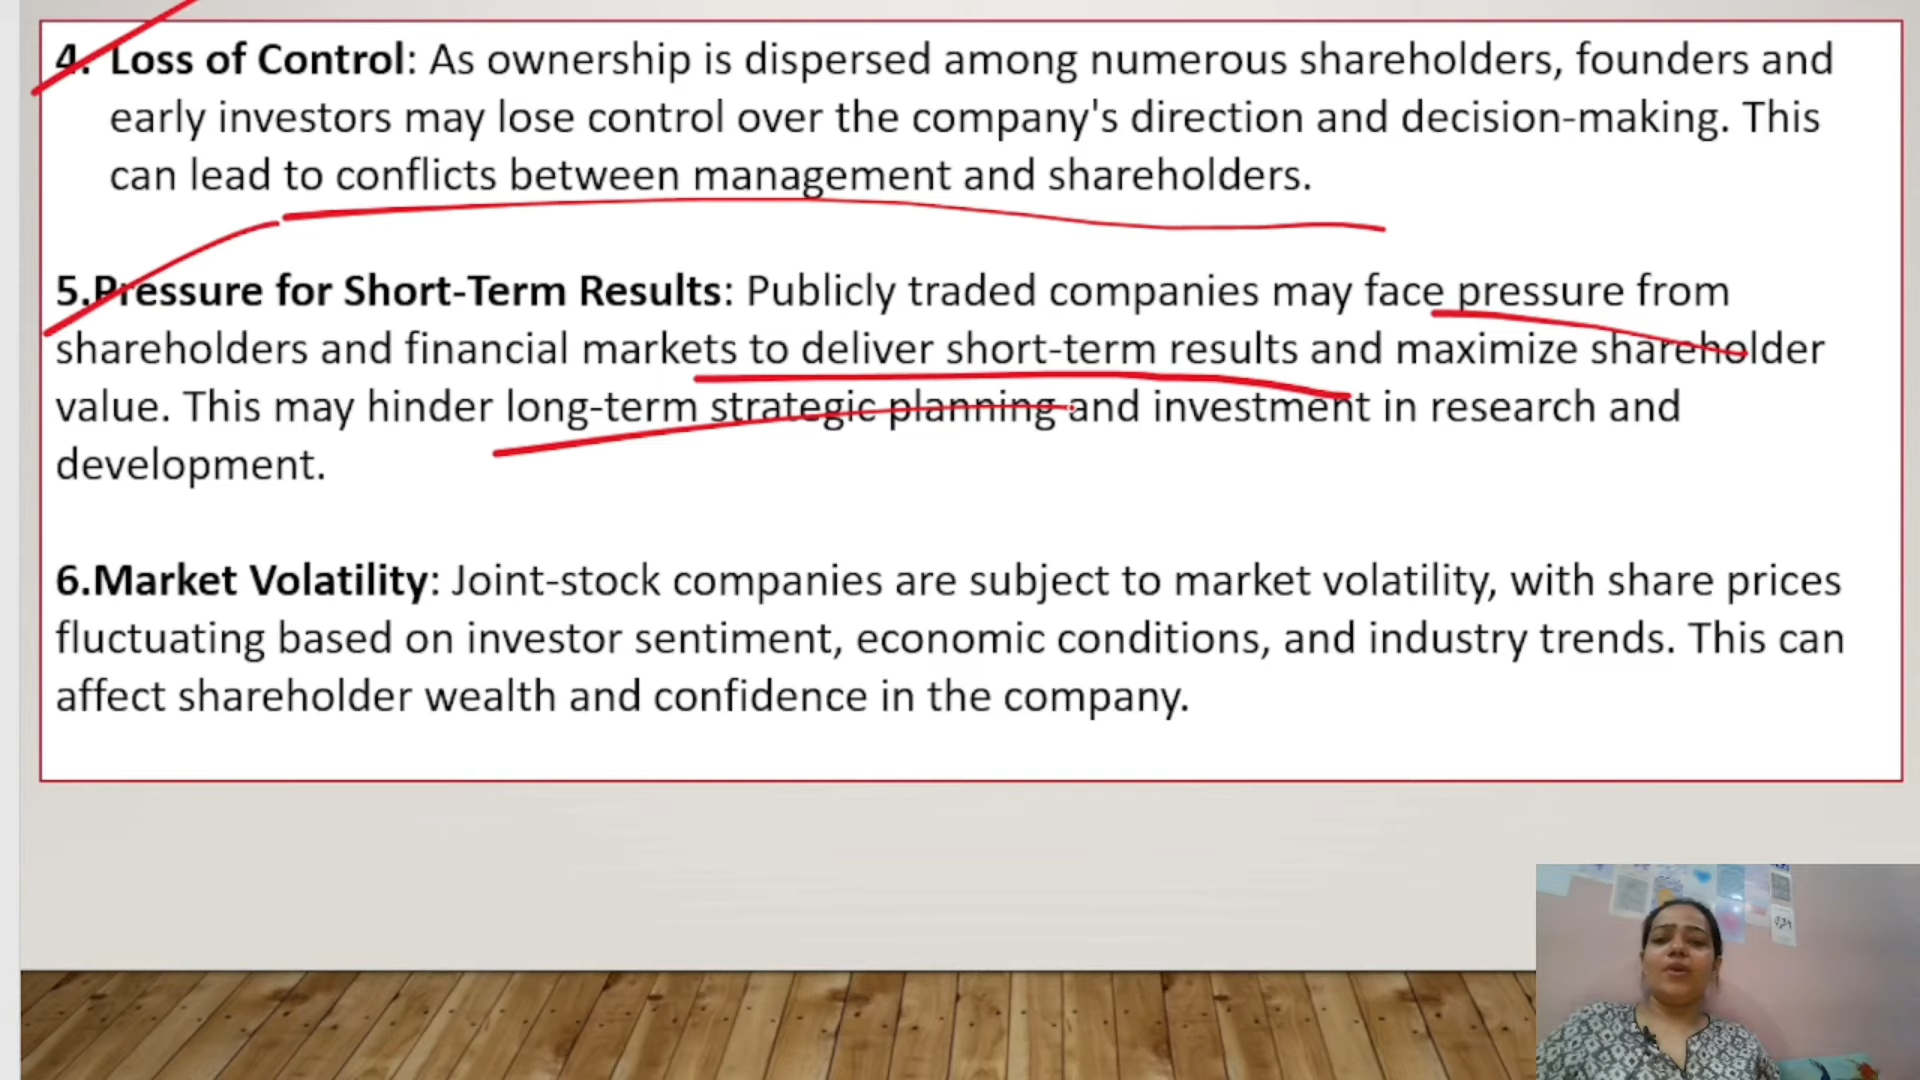 4. Loss of Control: As ownership is dispersed among numerous shareholders, founders and
early investors may lose control over the company's direction and decision-making. This
can lead to conflicts between management and shareholders.
5.Pressure for Short-Term Results: Publicly traded companies may face pressure from
shareholders and financial markets to deliver short-term results and maximize shareholder
value. This may hinder long-term strategic planning and investment in research and
development.
6.Market Volatility: Joint-stock companies are subject to market volatility, with share prices
fluctuating based on investor sentiment, economic conditions, and industry trends. This can
affect shareholder wealth and confidence in the company.